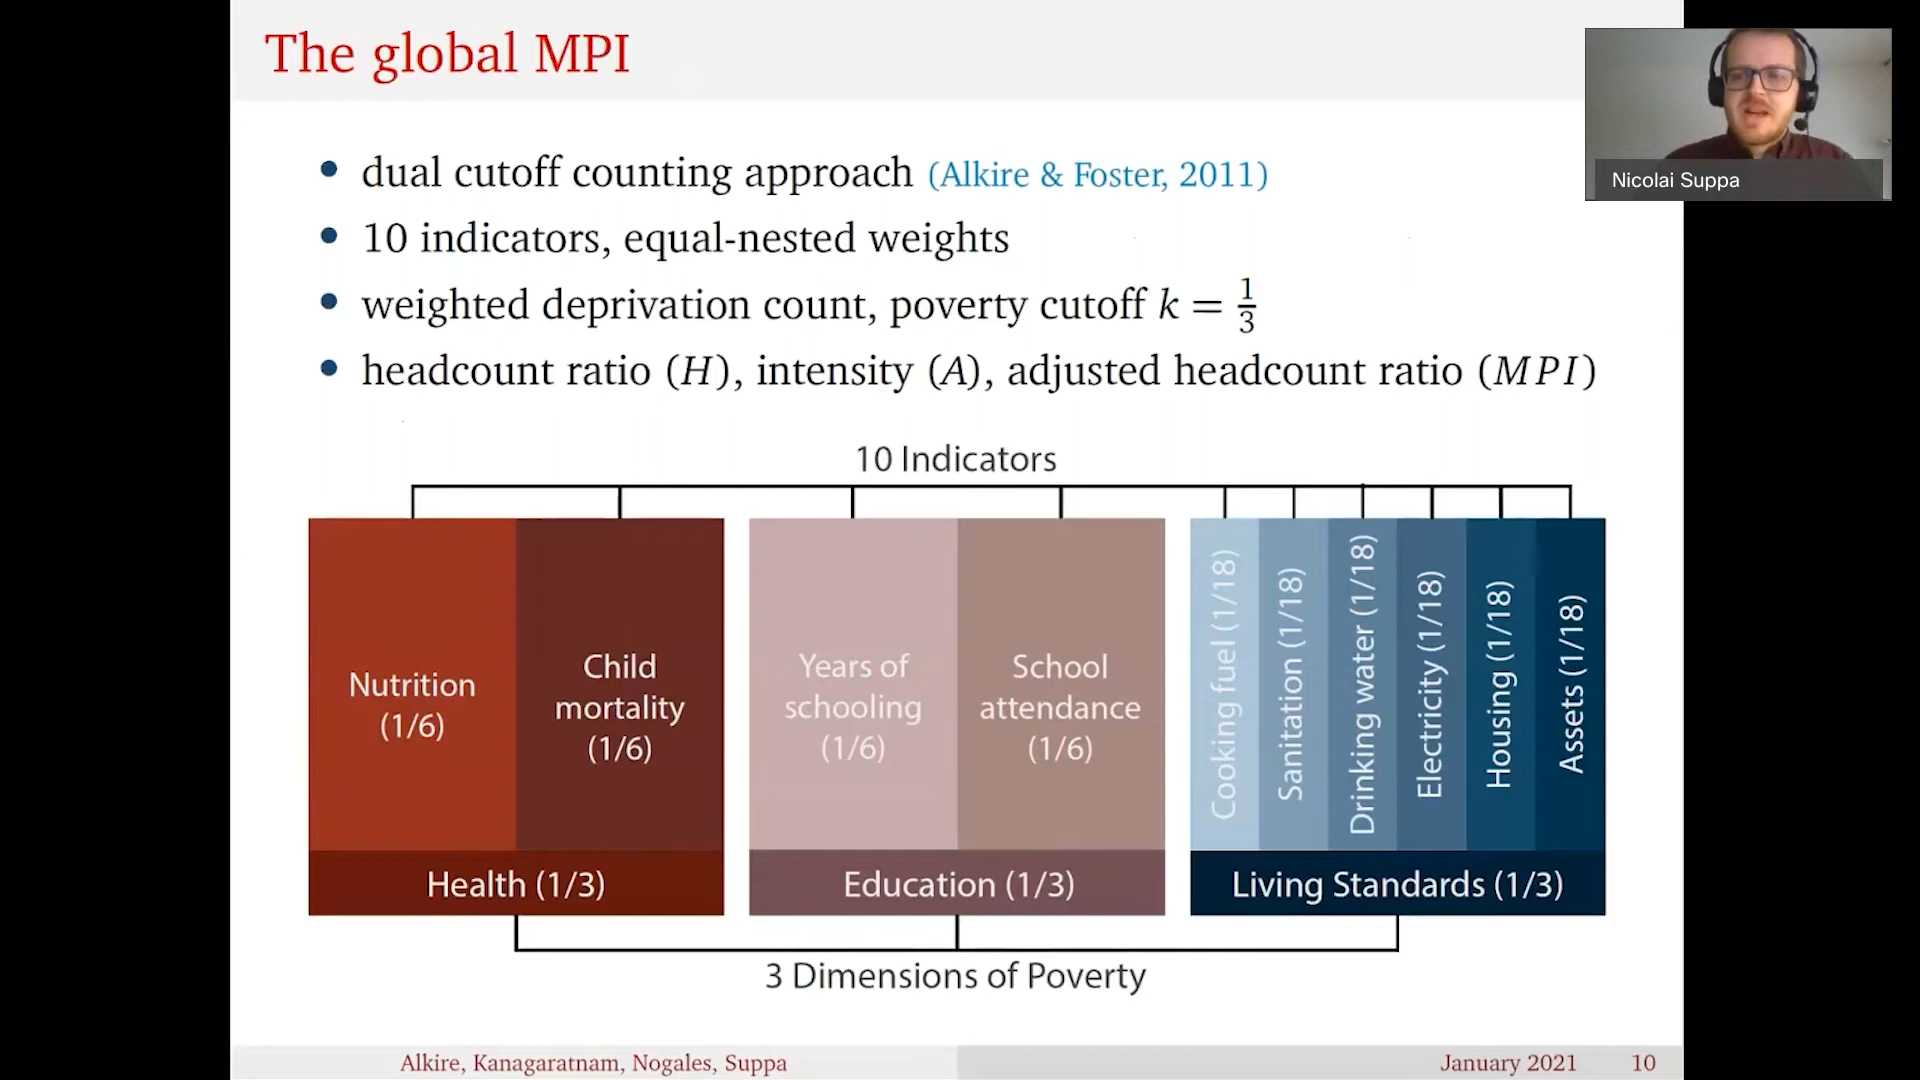 The global MPI
Nicolai Suppa
• dual cutoff counting approach (Alkire & Foster, 2011)
• 10 indicators, equal-nested weights
• weighted deprivation count, poverty cutoff k = 1/3
• headcount ratio (H), intensity (A), adjusted headcount ratio (MPI)
10 Indicators
Nutrition
(1/6)
Child
mortality
(1/6)
Years of
schooling
(1/6)
School
attendance
(1/6)
Cooking fuel (1/18)
Sanitation (1/18)
Drinking water (1/18)
Electricity (1/18)
Housing (1/18)
Assets (1/18)
Health (1/3)
Education (1/3)
Living Standards (1/3)
3 Dimensions of Poverty
Alkire, Kanagaratnam, Nogales, Suppa
January 2021
10